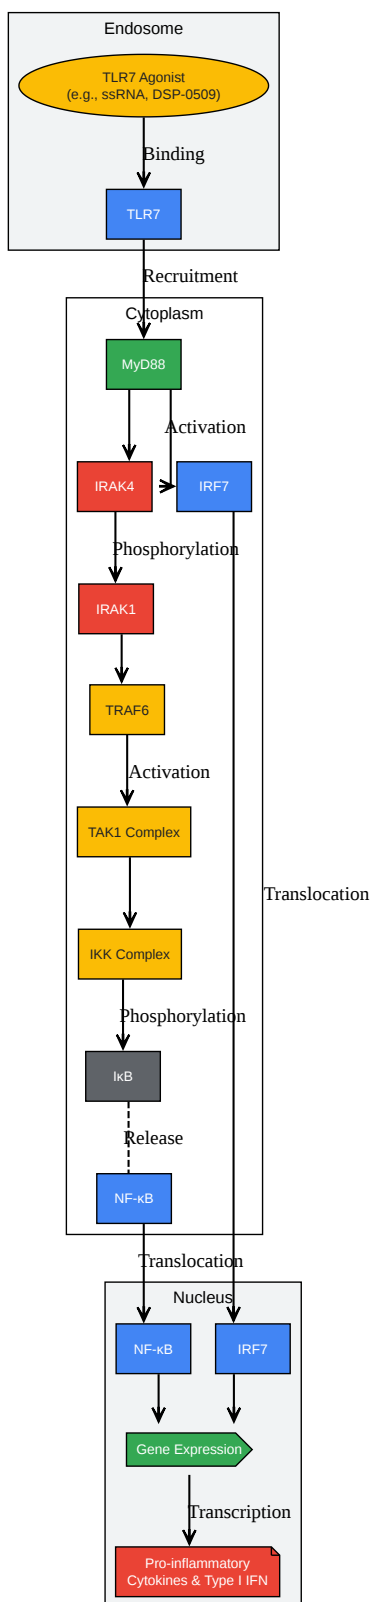 Endosome
TLR7 Agonist
(e.g., ssRNA, DSP-0509)
Binding
TLR7
Recruitment
Cytoplasm
MyD88
Activation
IRAK4
IRF7
Phosphorylation
IRAK1
TRAF6
Activation
TAK1 Complex
Translocation
IKK Complex
Phosphorylation
IκB
Release
NF-κB
Translocation
Nucleus
NF-κB
IRF7
Gene Expression
Transcription
Pro-inflammatory
Cytokines & Type I IFN